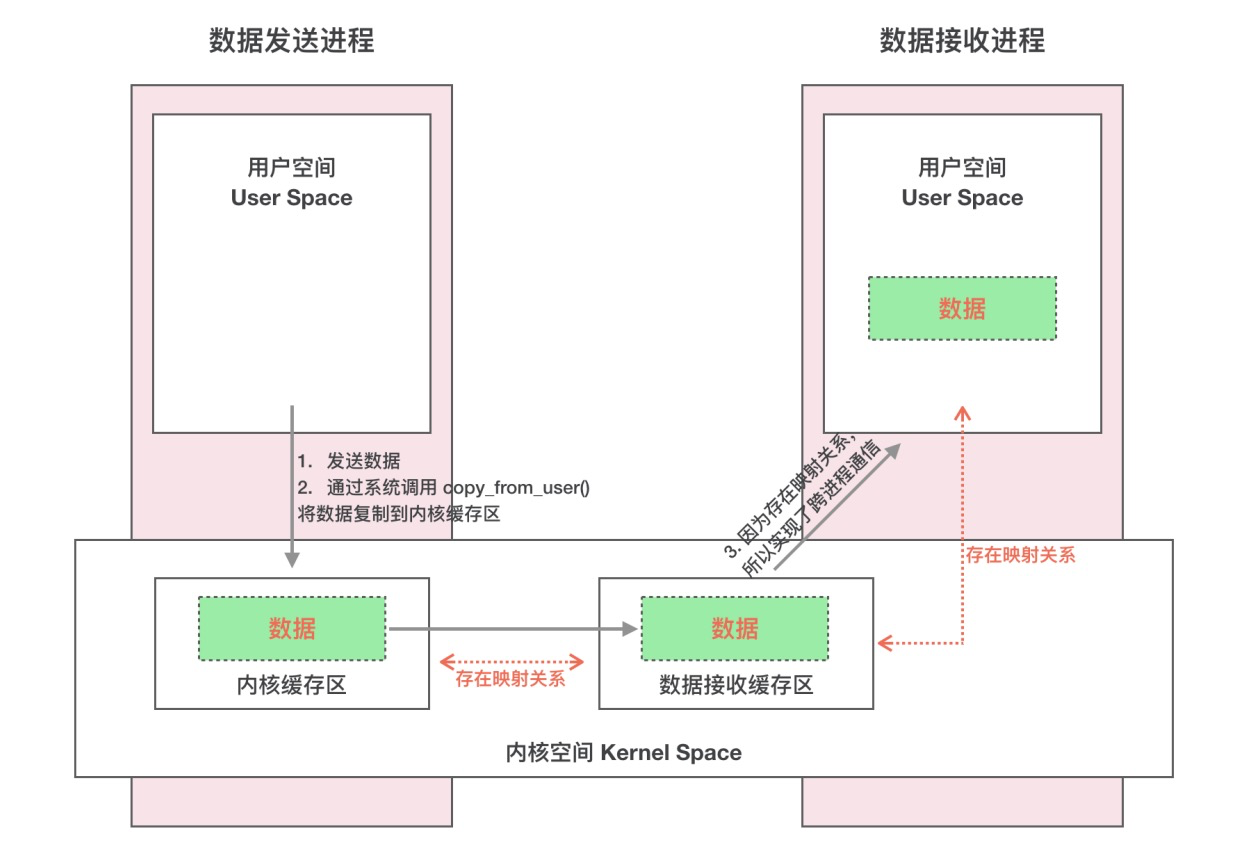 数据发送进程
数据接收进程
用户空间
User Space
用户空间
User Space
数据
1. 发送数据
2. 通过系统调用 copy_from_user()
将数据复制到内核缓存区
3. 因为存在映射关系，
所以实现了跨进程通信
存在映射关系
数据
数据
存在映射关系
内核缓存区
数据接收缓存区
内核空间 Kernel Space